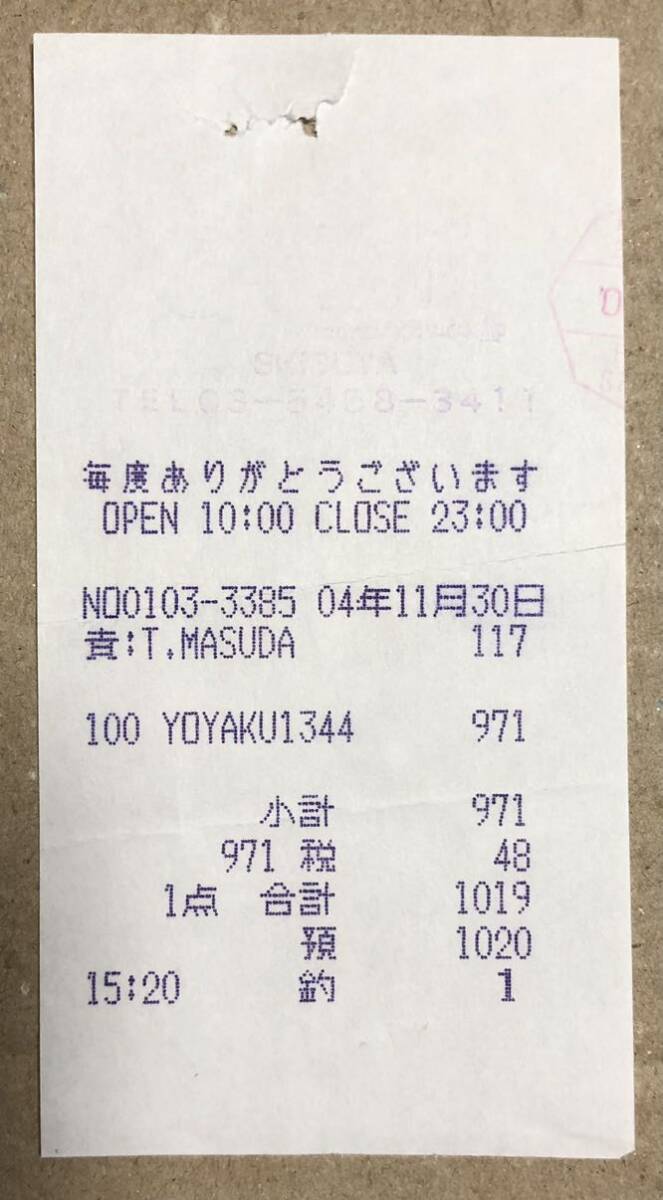 SHIBUYA
TEL03-5458-3411
毎度ありがとうございます
OPEN 10:00 CLOSE 23:00
NO0103-3385 04年11月30日
責:T.MASUDA 117
100 YOYAKU1344 971
小計 971
971 税 48
1点 合計 1019
預 1020
15:20 釣 1